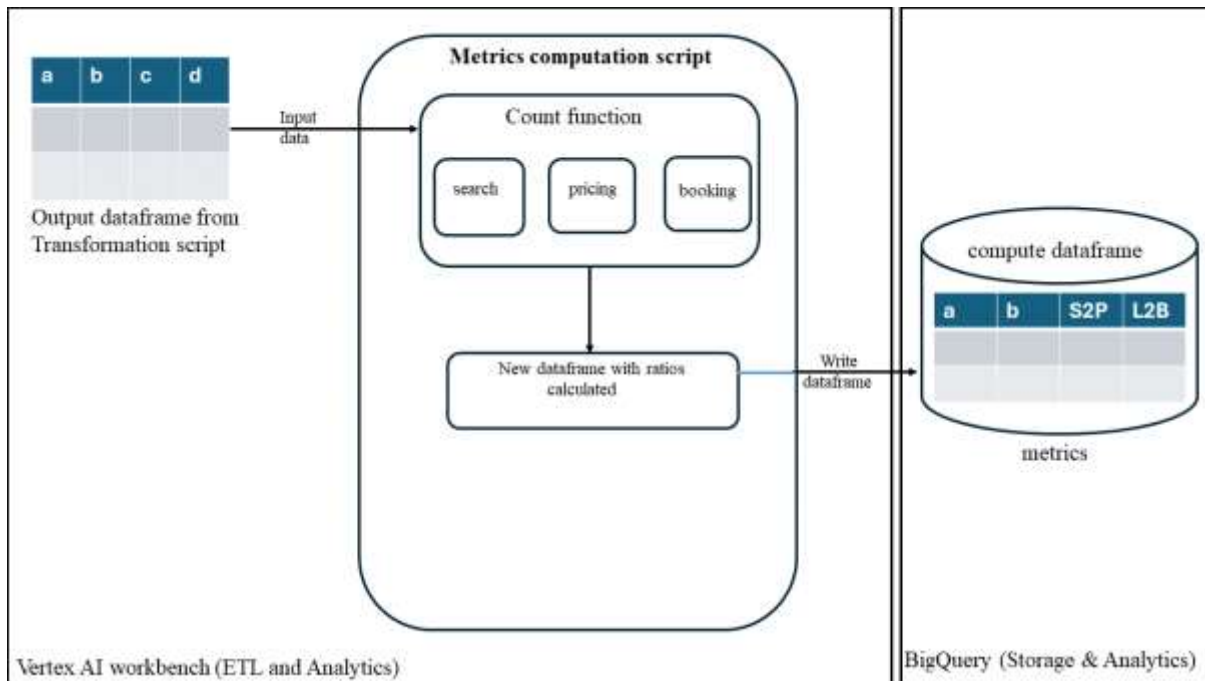 Metrics computation script
a b c d
Input
data
Output dataframe from
Transformation script
Count function
search pricing booking
New dataframe with ratios
calculated
Write
dataframe
compute dataframe
a b S2P L2B
metrics
Vertex AI workbench (ETL and Analytics)
BigQuery (Storage & Analytics)